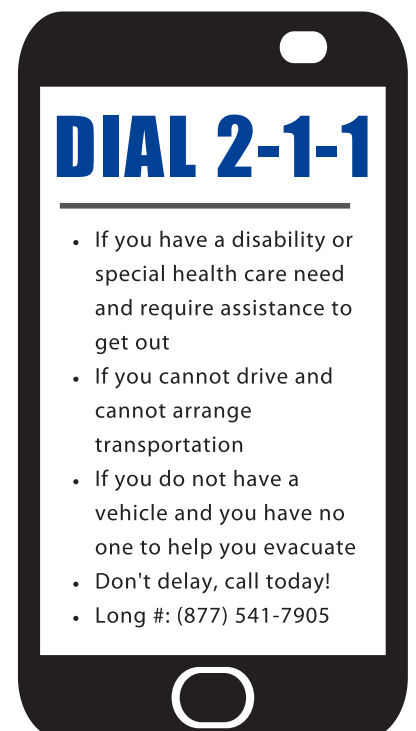 DIAL 2-1-1
• If you have a disability or
special health care need
and require assistance to
get out
• If you cannot drive and
cannot arrange
transportation
• If you do not have a
vehicle and you have no
one to help you evacuate
• Don't delay, call today!
• Long #: (877) 541-7905